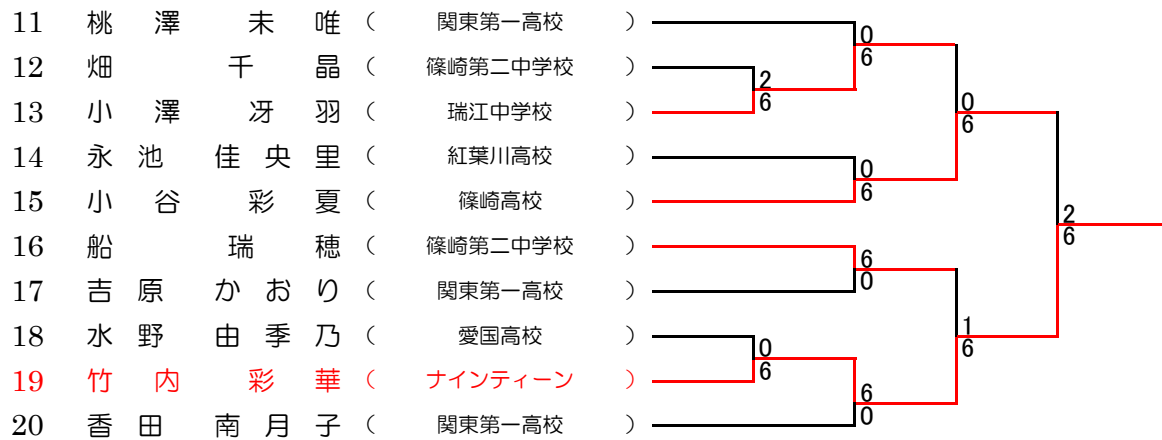 11 桃澤 未唯 ( 関東第一高校 )
0
6
12 畑 千晶 ( 篠崎第二中学校 )
2
6
0
6
13 小澤 冴羽 ( 瑞江中学校 )
14 永池 佳央里 ( 紅葉川高校 )
0
6
15 小谷 彩夏 ( 篠崎高校 )
2
6
16 船 瑞穂 ( 篠崎第二中学校 )
6
0
17 吉原 かおり ( 関東第一高校 )
18 水野 由季乃 ( 愛国高校 )
1
6
0
6
19 竹内 彩華 ( ナインティーン )
6
0
20 香田 南月子 ( 関東第一高校 )